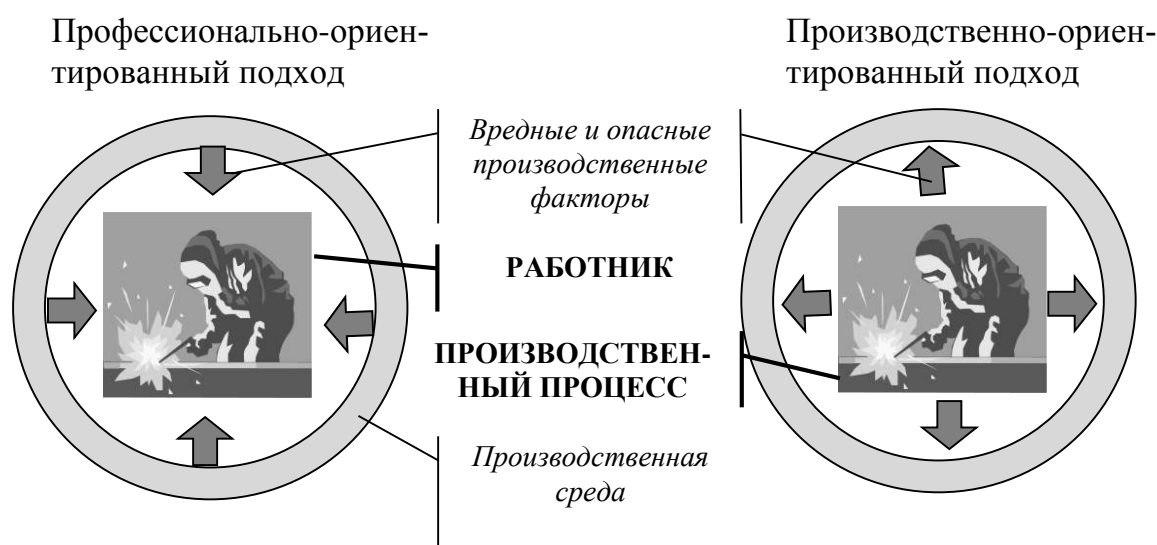 Профессионально-ориен-
тированный подход
Производственно-ориен-
тированный подход
Вредные и опасные
производственные
факторы
РАБОТНИК
ПРОИЗВОДСТВЕН-
НЫЙ ПРОЦЕСС
Производственная
среда